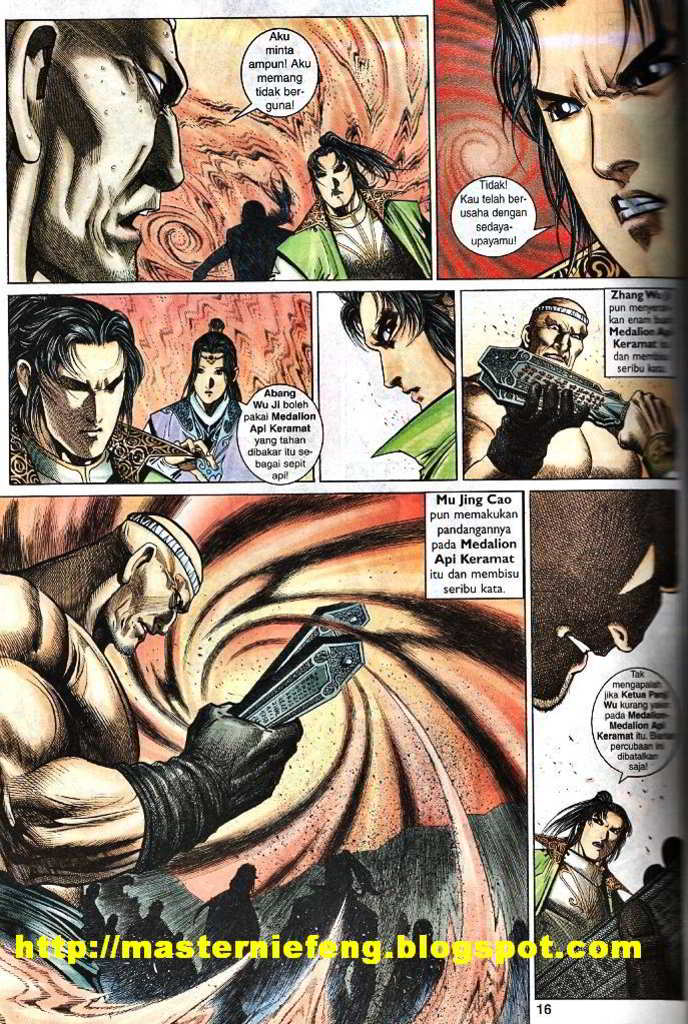 Aku
minta
ampun! Aku
memang
tidak ber-
guna!
Tidak!
Kau telah ber-
usaha dengan
sedaya-
upayamu!
Abang
Wu Ji boleh
pakai Medalion
Api Keramat
yang tahan
dibakar itu se-
bagai sepit
api!
Zhang Wu Ji
pun
kan enam
Medalion Api
Keramat
dan membisu
seribu kata.
Mu Jing Cao
pun memakukan
pandangannya
pada Medalion
Api Keramat
itu dan membisu
seribu kata.
Tak
mengapalah
jika Ketua
Wu kurang
pada Medalion-
Medalion Api
Keramat itu.
percubaan ini
dibatalkan
saja!
http://masterniefeng.blogspot.com
16